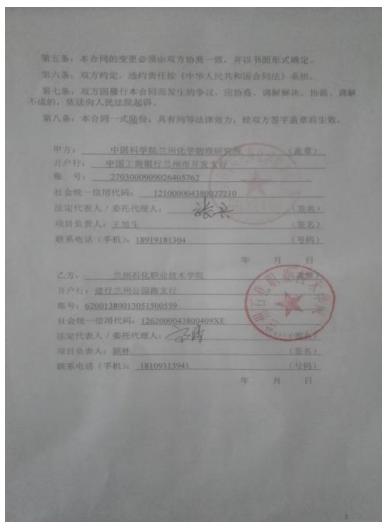 第五条：本合同的变更必须由双方协商一致，并以书面形式确定。
第六条：双方约定，违约责任按《中华人民共和国合同法》承担。
第七条：双方因履行本合同而发生的争议，应协商、调解解决。协商、调解
不成的，依法向人民法院起诉。
第八条：本合同一式 份，具有同等法律效力，经双方签字盖章后生效。
甲方：中国科学院兰州化学物理研究所（盖章）
开户行：中国工商银行兰州市开发支行
账 号：2703000909026405762
社会统一信用代码：12100000438007721
法定代表人/委托代理人：（签名）
项目负责人：王旭生（签名）
联系电话（手机）：18919181304（号码）
年 月 日
乙方：兰州石化职业技术学院
开户行：建行兰州公园路支行
账号：62001380013051500539
社会统一信用代码：126200004380040
法定代表人/委托代理人：（签名）
项目负责人：（签名）
联系电话（手机）：（号码）
年 月 日